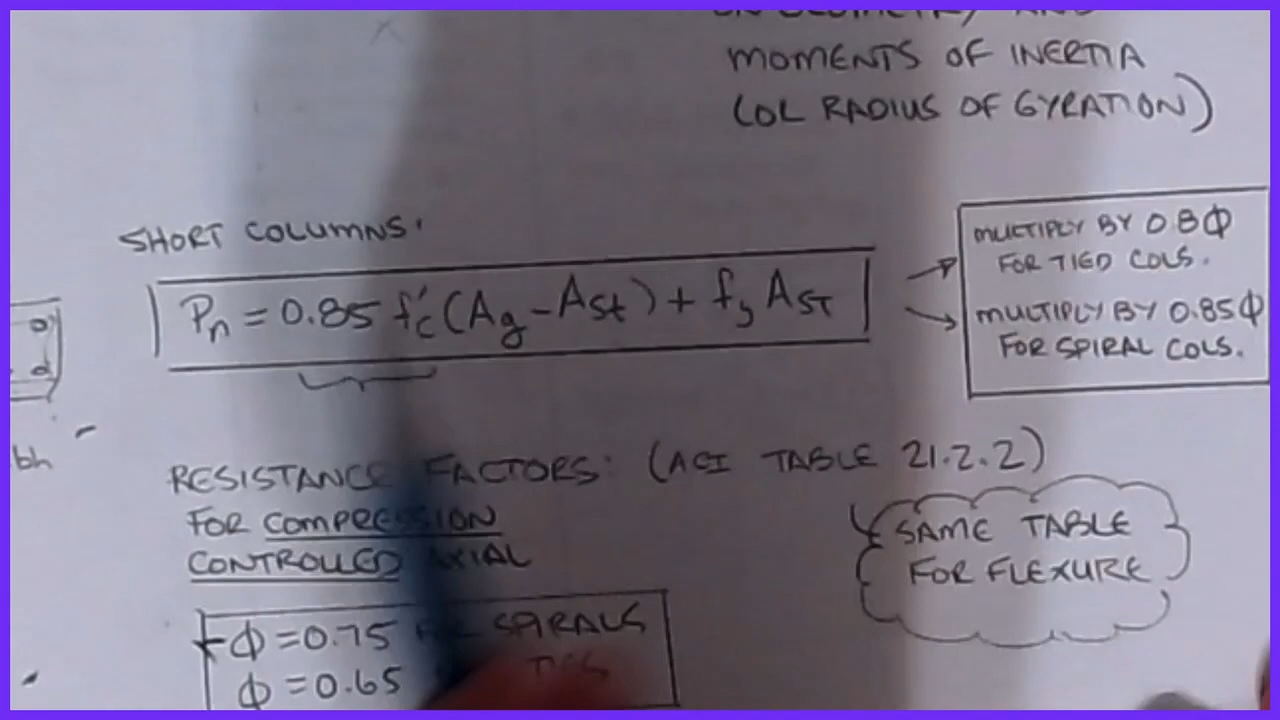 MOMENTS OF INERTIA
(OL RADIUS OF GYRATION)
SHORT COLUMNS:
Pn = 0.85 f'c (Ag - Ast) + fy AST
MULTIPLY BY 0.8Φ
FOR TIED COLS.
MULTIPLY BY 0.85Φ
FOR SPIRAL COLS.
bh
RESISTANCE FACTORS: (ACI TABLE 21.2.2)
FOR COMPRESSION
CONTROLLED AXIAL
SAME TABLE
FOR FLEXURE
Φ = 0.75 SPIRALS
Φ = 0.65 TIES